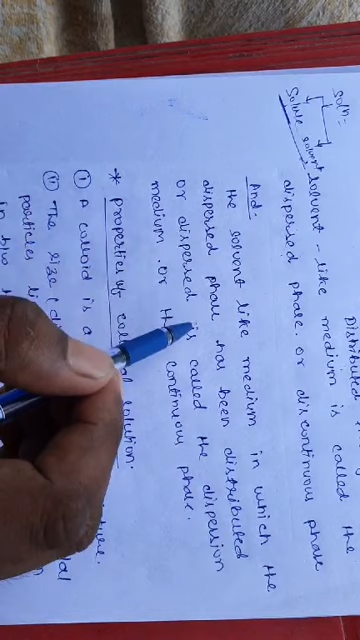 Distributed
Soln =
Solute solvent
solvent - like medium is called the
dispersed phase. or discontinuous phase
And.
the solvent like medium in which the
dispersed phase has been distributed
or dispersed is called the dispersion
medium. or the continuous phase.
* properties of solution.
(i) A colloid is a
(ii) The size
particles
in b/w